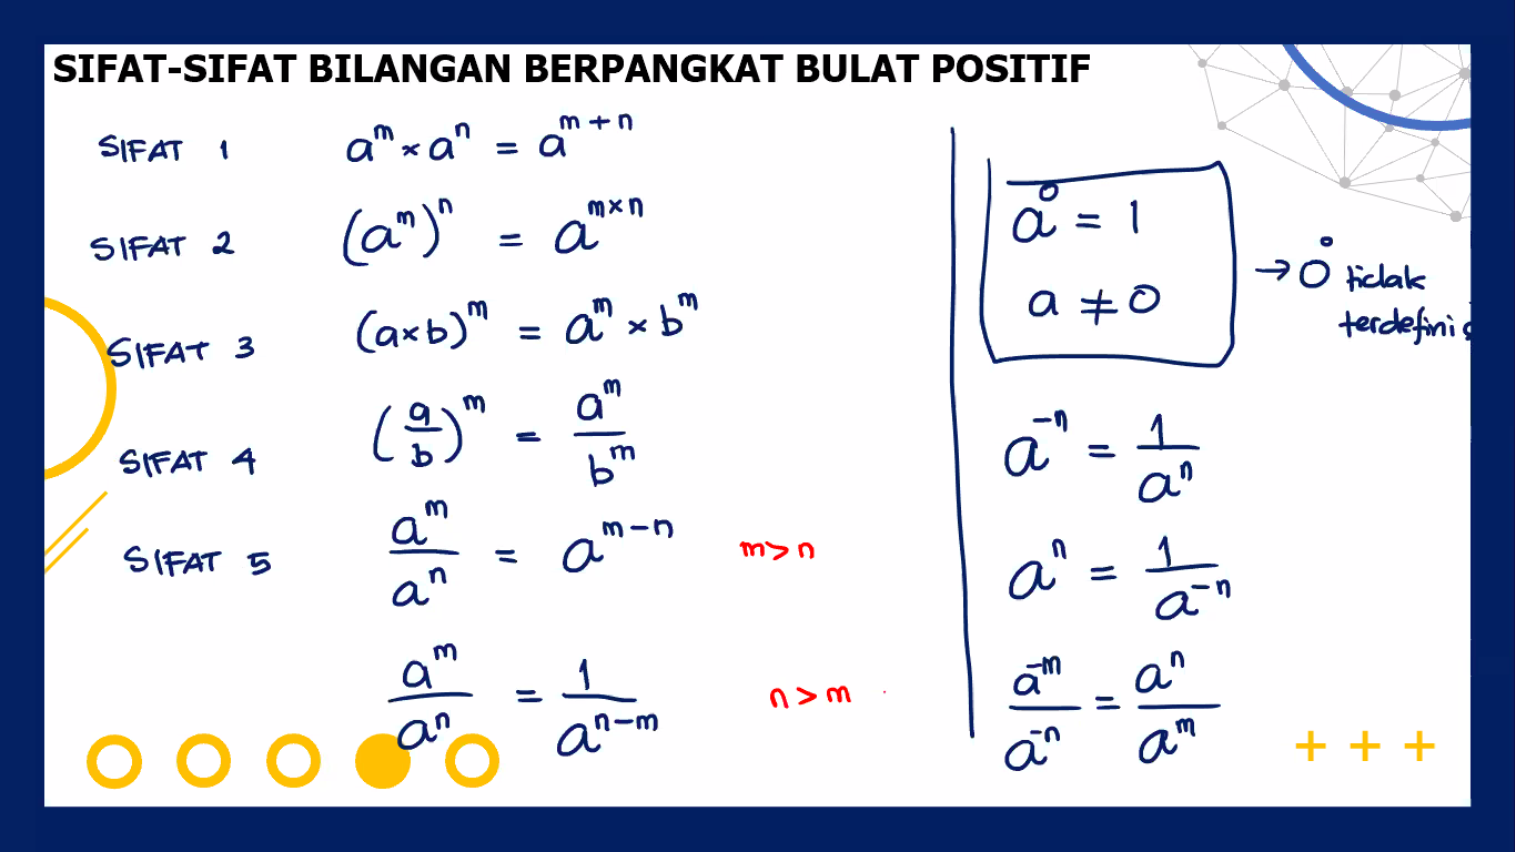 SIFAT-SIFAT BILANGAN BERPANGKAT BULAT POSITIF
SIFAT 1 a^m × a^n = a^(m+n)
SIFAT 2 (a^m)^n = a^(m×n)
SIFAT 3 (a×b)^m = a^m × b^m
SIFAT 4 (a/b)^m = a^m/b^m
SIFAT 5 a^m/a^n = a^(m-n) m>n
a^m/a^n = 1/a^(n-m) n>m
a^0 = 1
a ≠ 0
→ 0^0 tidak
terdefinis
a^(-n) = 1/a^n
a^n = 1/a^(-n)
a^(-m)/a^(-n) = a^n/a^m